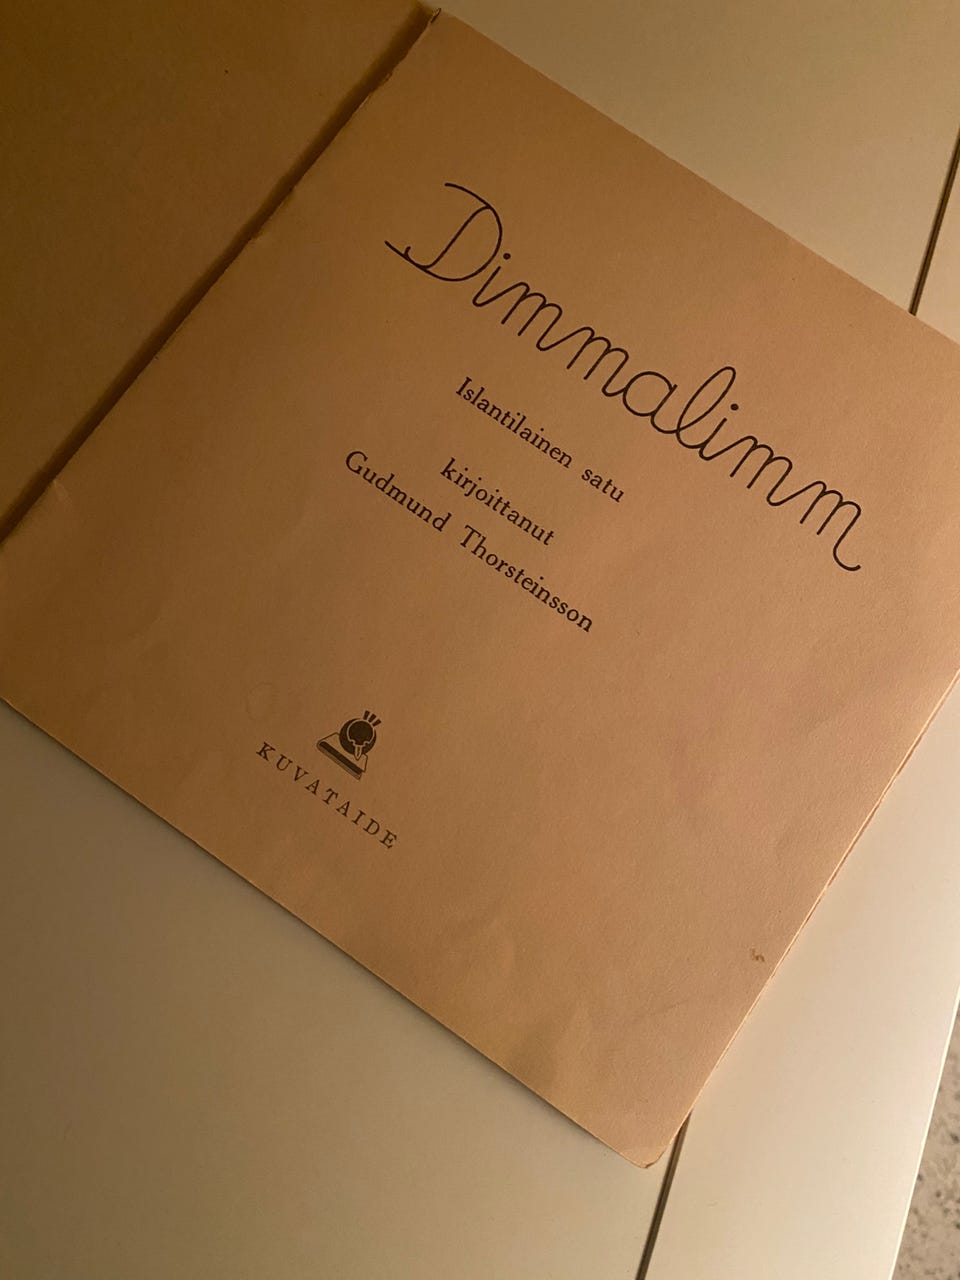 Dimmalimm
Islantilainen satu
kirjoittanut
Gudmund Thorsteinsson
KUVATAIDE